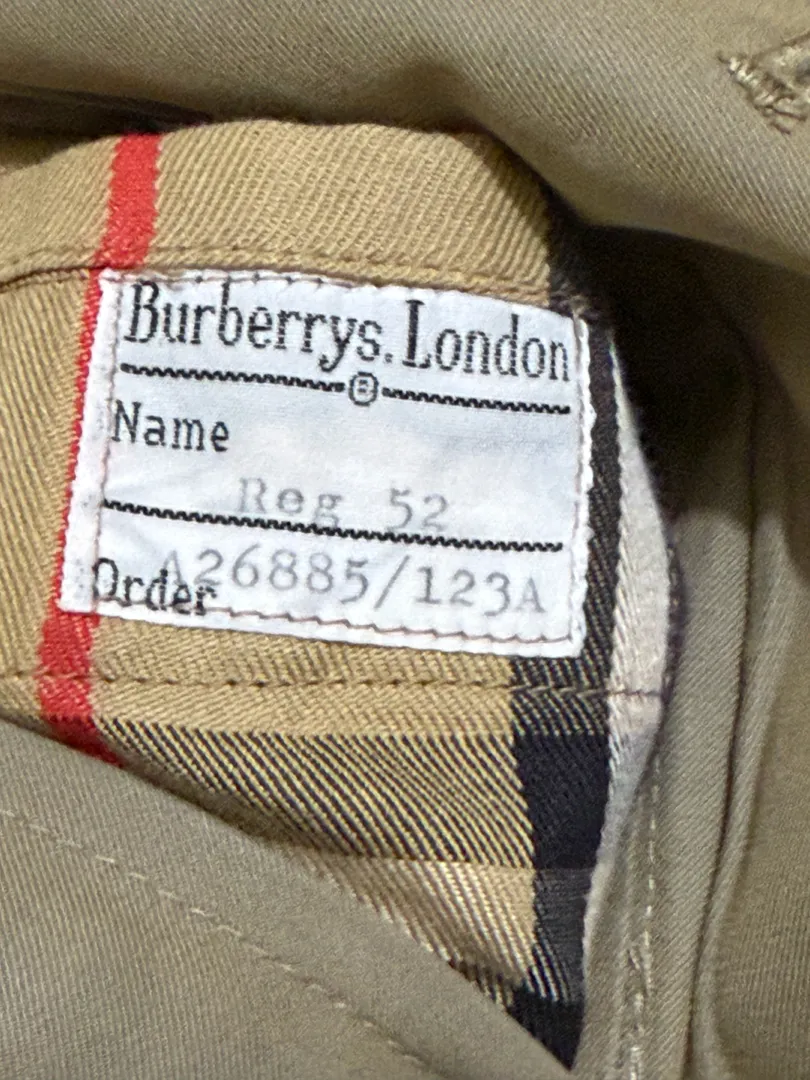 Burberrys. London
B
Name
Reg 52
Order A26885/123A